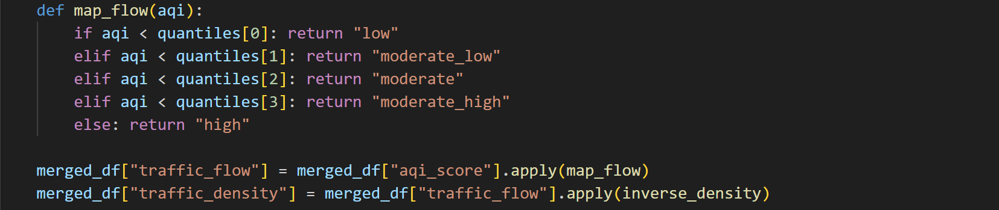 def map_flow(aqi):
    if aqi < quantiles[0]: return "low"
    elif aqi < quantiles[1]: return "moderate_low"
    elif aqi < quantiles[2]: return "moderate"
    elif aqi < quantiles[3]: return "moderate_high"
    else: return "high"

merged_df["traffic_flow"] = merged_df["aqi_score"].apply(map_flow)
merged_df["traffic_density"] = merged_df["traffic_flow"].apply(inverse_density)